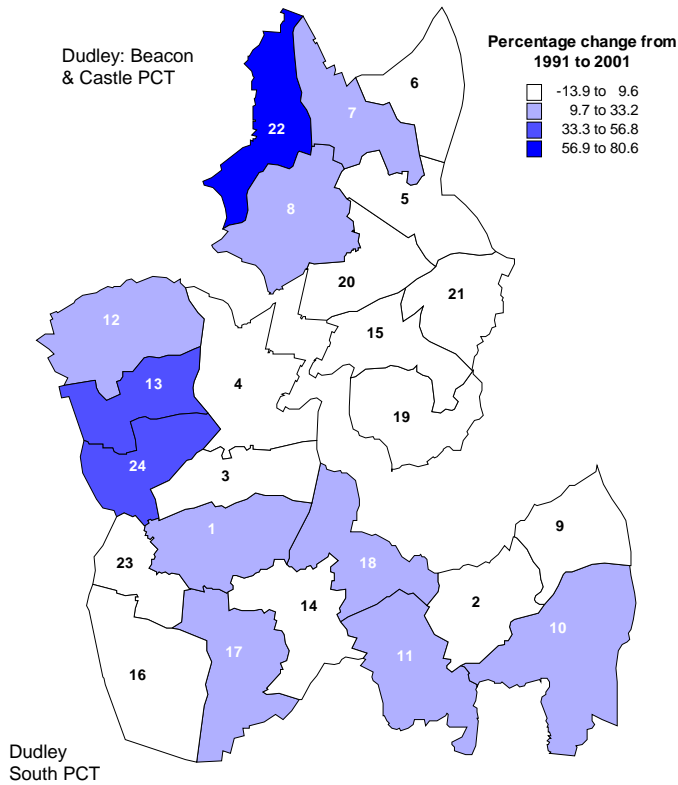 Dudley: Beacon
& Castle PCT
Percentage change from
1991 to 2001
-13.9 to 9.6
9.7 to 33.2
33.3 to 56.8
56.9 to 80.6
6
7
22
5
8
20
21
12
15
13
4
19
24
3
9
1
23
18
14
2
10
17
11
16
Dudley
South PCT